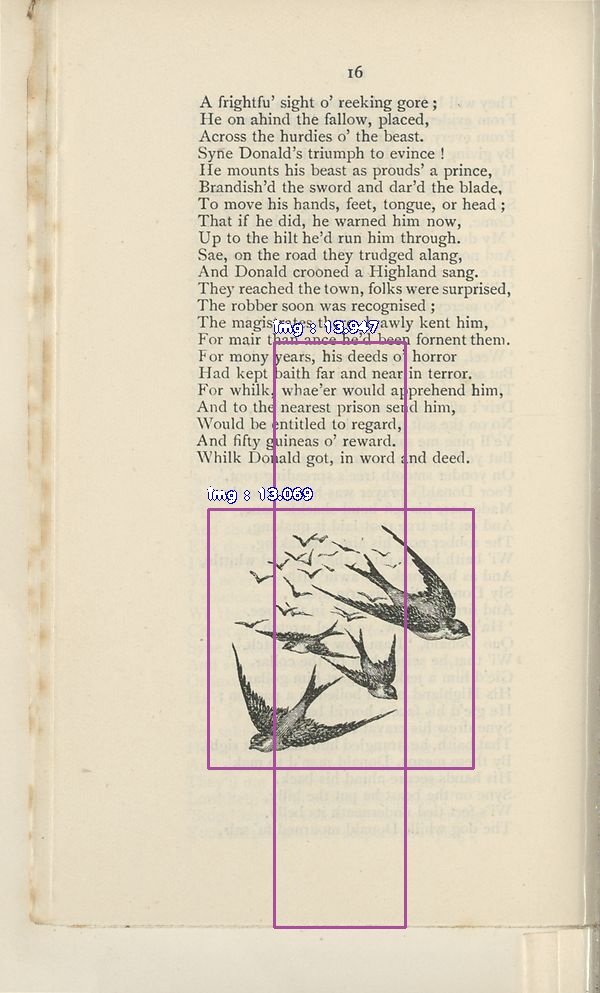 16
A frightfu' sight o' reeking gore ;
He on ahind the fallow, placed,
Across the hurdies o' the beast.
Syne Donald's triumph to evince !
He mounts his beast as prouds' a prince,
Brandish'd the sword and dar'd the blade,
To move his hands, feet, tongue, or head ;
That if he did, he warned him now,
Up to the hilt he'd run him through.
Sae, on the road they trudged alang,
And Donald crooned a Highland sang.
They reached the town, folks were surprised,
The robber soon was recognised ;
The magistrates brawly kent him,
img : 13.947
For mair than ance he'd been fornent them.
For mony years, his deeds o' horror
Had kept baith far and near in terror.
For whilk, whae'er would apprehend him,
And to the nearest prison send him,
Would be entitled to regard,
And fifty guineas o' reward.
Whilk Donald got, in word and deed.
img : 13.069